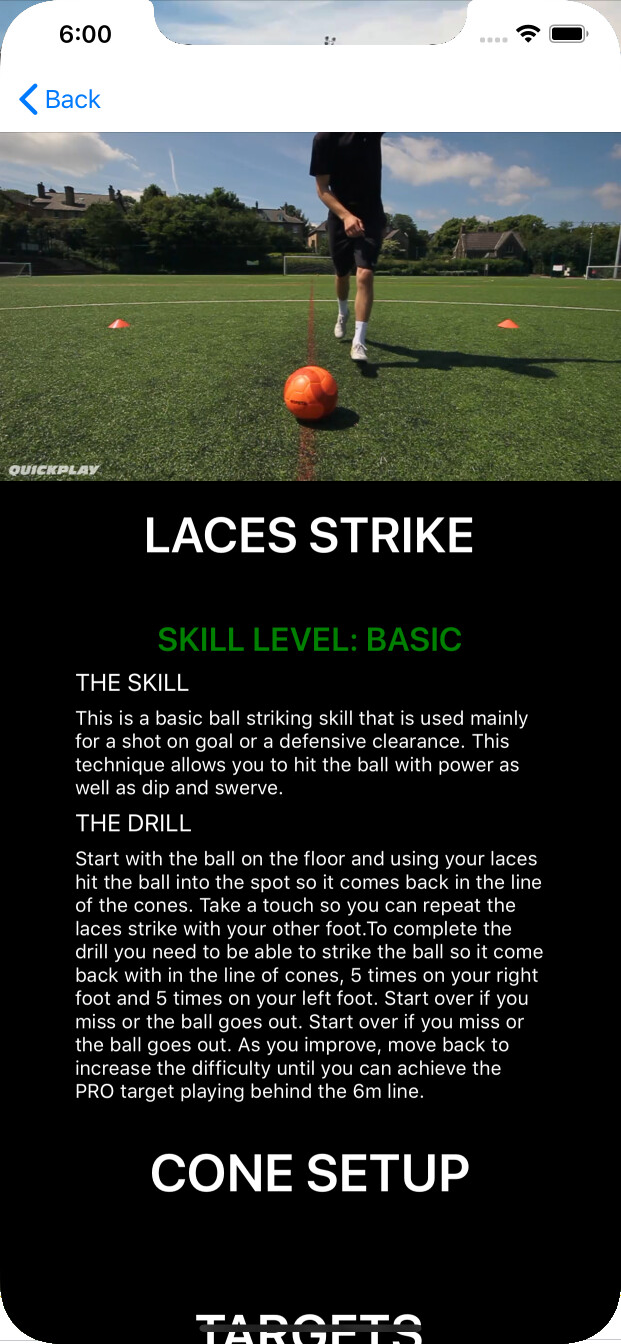 6:00
Back
QUICKPLAY
LACES STRIKE
SKILL LEVEL: BASIC
THE SKILL
This is a basic ball striking skill that is used mainly
for a shot on goal or a defensive clearance. This
technique allows you to hit the ball with power as
well as dip and swerve.
THE DRILL
Start with the ball on the floor and using your laces
hit the ball into the spot so it comes back in the line
of the cones. Take a touch so you can repeat the
laces strike with your other foot.To complete the
drill you need to be able to strike the ball so it come
back with in the line of cones, 5 times on your right
foot and 5 times on your left foot. Start over if you
miss or the ball goes out. Start over if you miss or
the ball goes out. As you improve, move back to
increase the difficulty until you can achieve the
PRO target playing behind the 6m line.
CONE SETUP
TARGETS